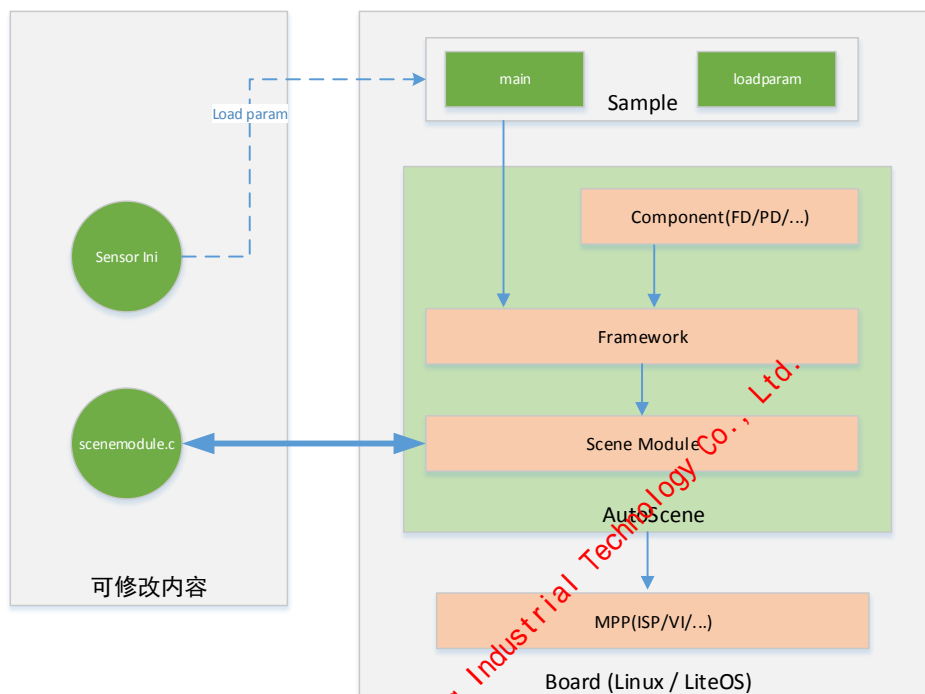 main
loadparam
Sample
Load param
Component(FD/PD/...)
Sensor Ini
Framework
scenemodule.c
Scene Module
AutoScene
可修改内容
MPP(ISP/VI/...)
Board (Linux / LiteOS)
, Industrial Technology Co., Ltd.